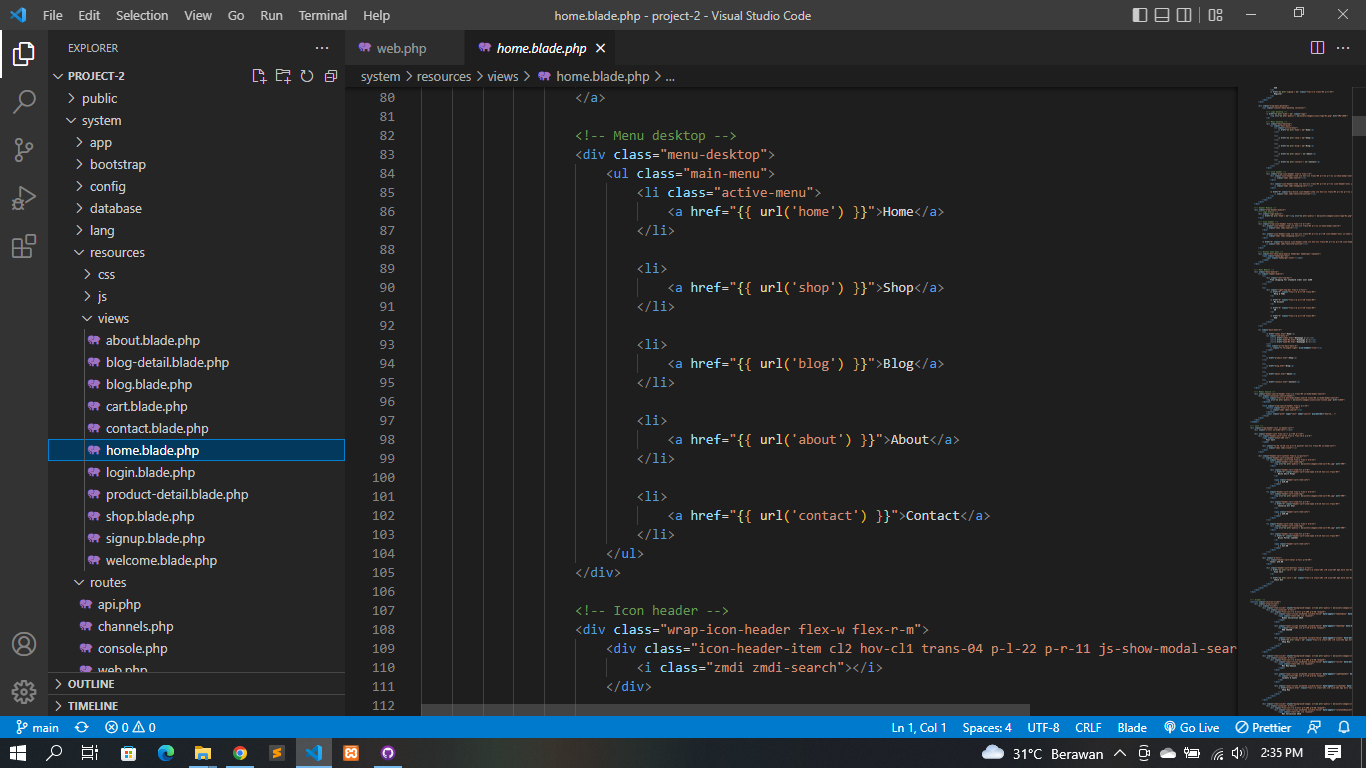 File Edit Selection View Go Run Terminal Help home.blade.php - project-2 - Visual Studio Code
EXPLORER
PROJECT-2
public
system
app
bootstrap
config
database
lang
resources
css
js
views
about.blade.php
blog-detail.blade.php
blog.blade.php
cart.blade.php
contact.blade.php
home.blade.php
login.blade.php
product-detail.blade.php
shop.blade.php
signup.blade.php
welcome.blade.php
routes
api.php
channels.php
console.php
web.php
OUTLINE
TIMELINE
web.php home.blade.php
system > resources > views > home.blade.php > ...
80 </a>
81
82 <!-- Menu desktop -->
83 <div class="menu-desktop">
84 <ul class="main-menu">
85 <li class="active-menu">
86 <a href="{{ url('home') }}">Home</a>
87 </li>
88
89 <li>
90 <a href="{{ url('shop') }}">Shop</a>
91 </li>
92
93 <li>
94 <a href="{{ url('blog') }}">Blog</a>
95 </li>
96
97 <li>
98 <a href="{{ url('about') }}">About</a>
99 </li>
100
101 <li>
102 <a href="{{ url('contact') }}">Contact</a>
103 </li>
104 </ul>
105 </div>
106
107 <!-- Icon header -->
108 <div class="wrap-icon-header flex-w flex-r-m">
109 <div class="icon-header-item cl2 hov-cl1 trans-04 p-l-22 p-r-11 js-show-modal-sear
110 <i class="zmdi zmdi-search"></i>
111 </div>
112
main 0 0 Ln 1, Col 1 Spaces: 4 UTF-8 CRLF Blade Go Live Prettier
31°C Berawan 2:35 PM